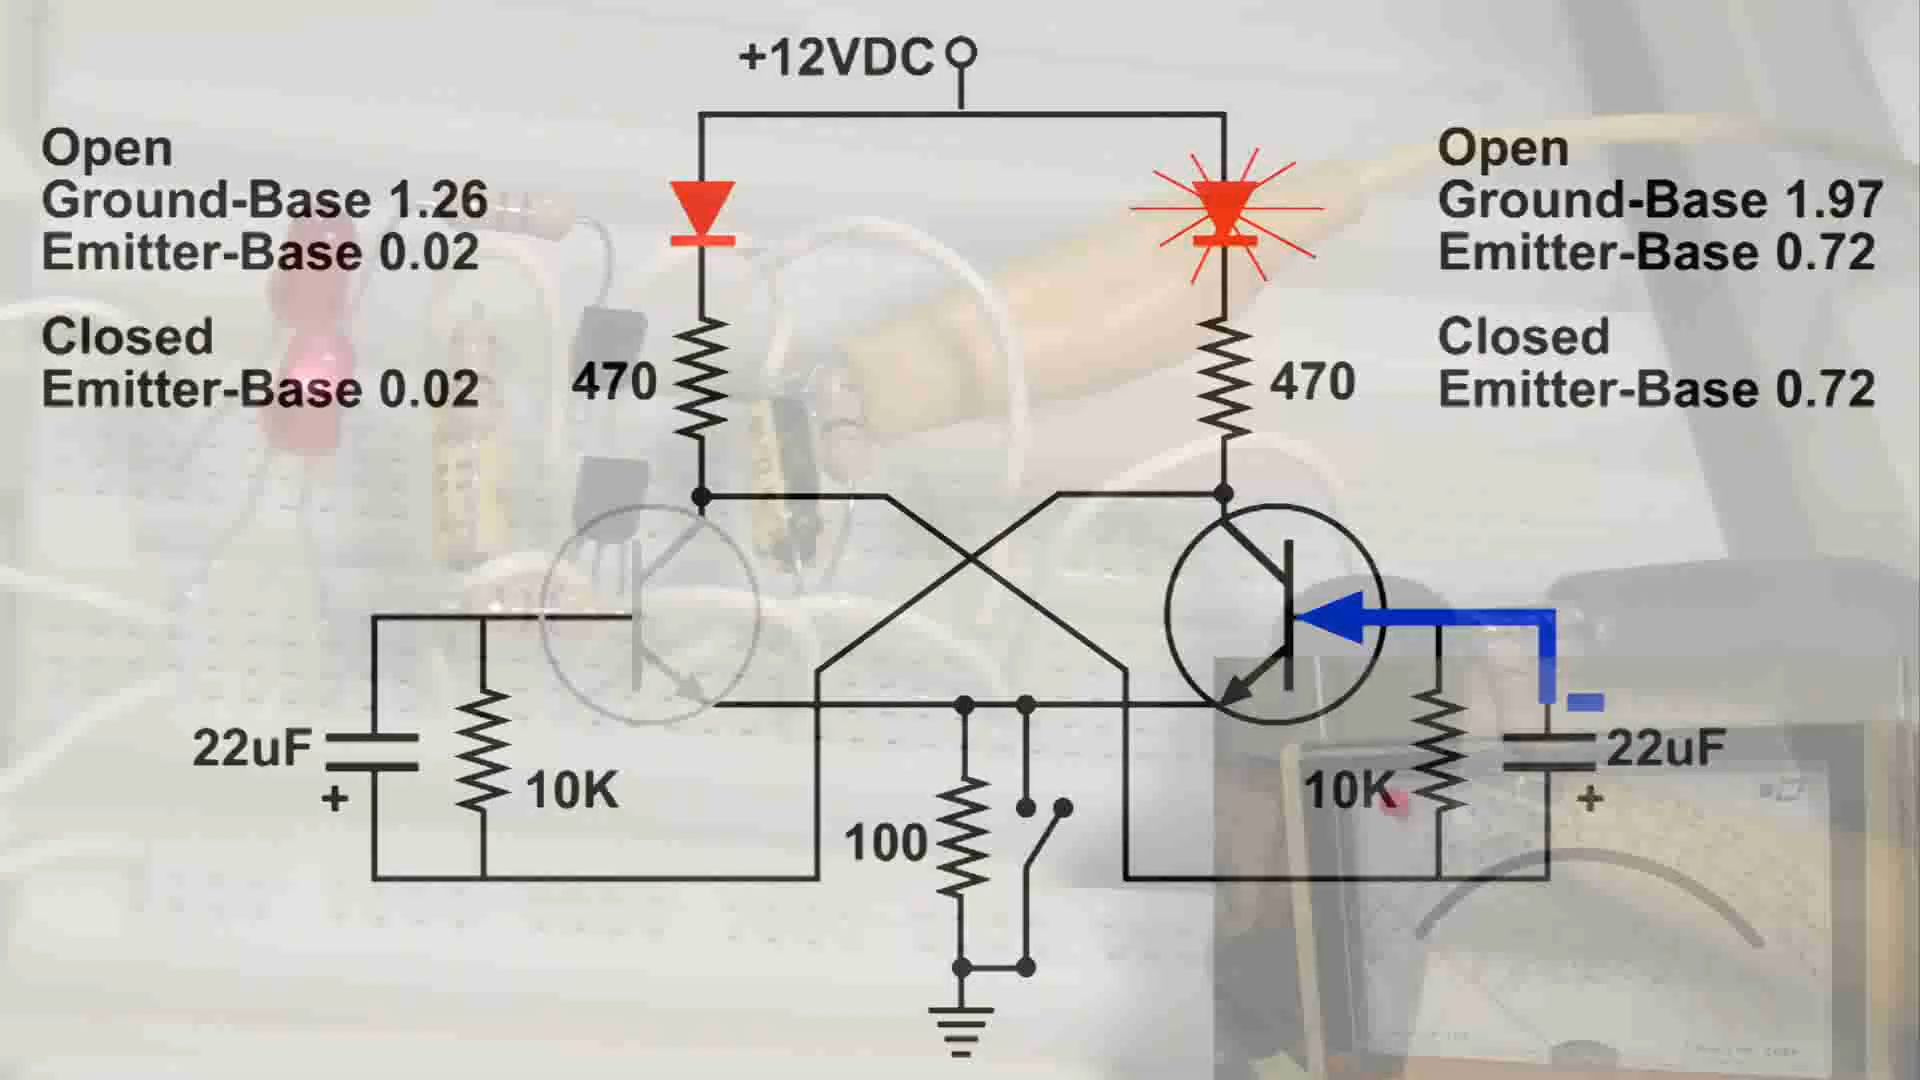 +12VDC
Open
Ground-Base 1.26
Emitter-Base 0.02
Closed
Emitter-Base 0.02
Open
Ground-Base 1.97
Emitter-Base 0.72
Closed
Emitter-Base 0.72
470
470
22uF
+
10K
100
10K
22uF
+